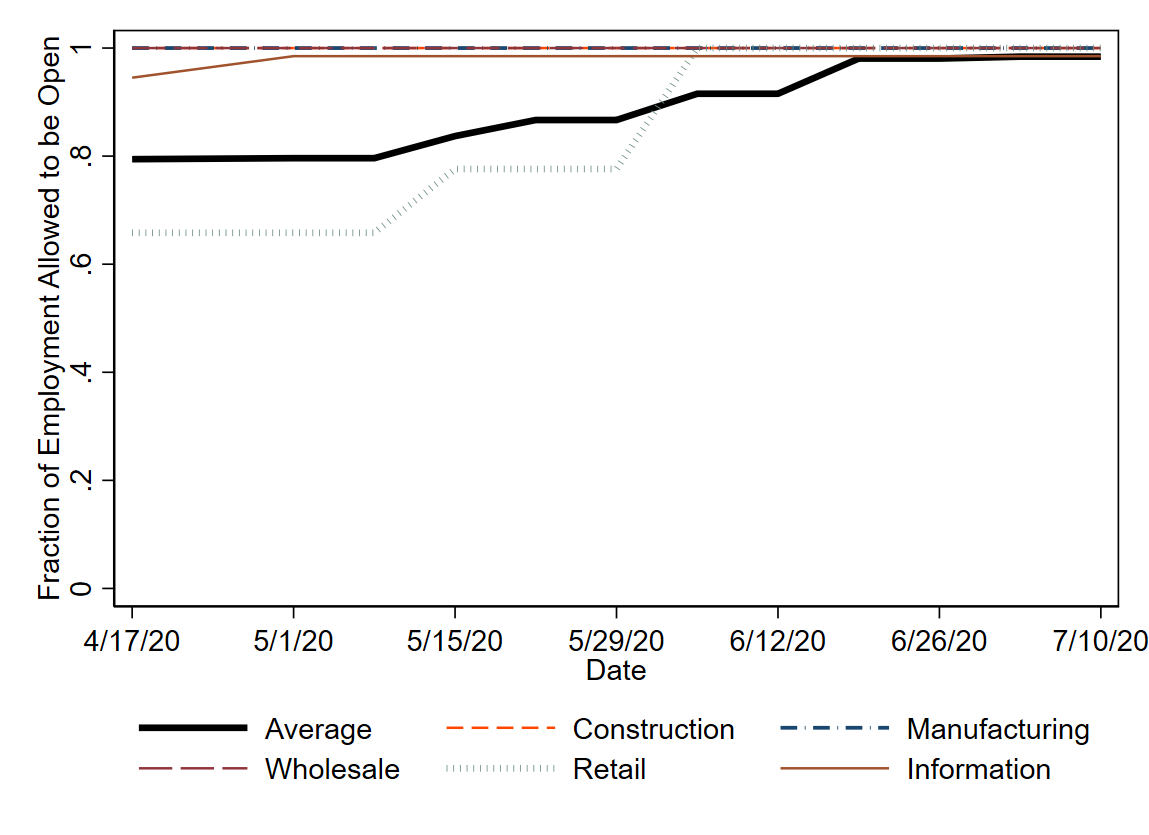 Fraction of Employment Allowed to be Open
1
.8
.6
.4
.2
0
4/17/20 5/1/20 5/15/20 5/29/20 6/12/20 6/26/20 7/10/20
Date
Average Construction Manufacturing
Wholesale Retail Information